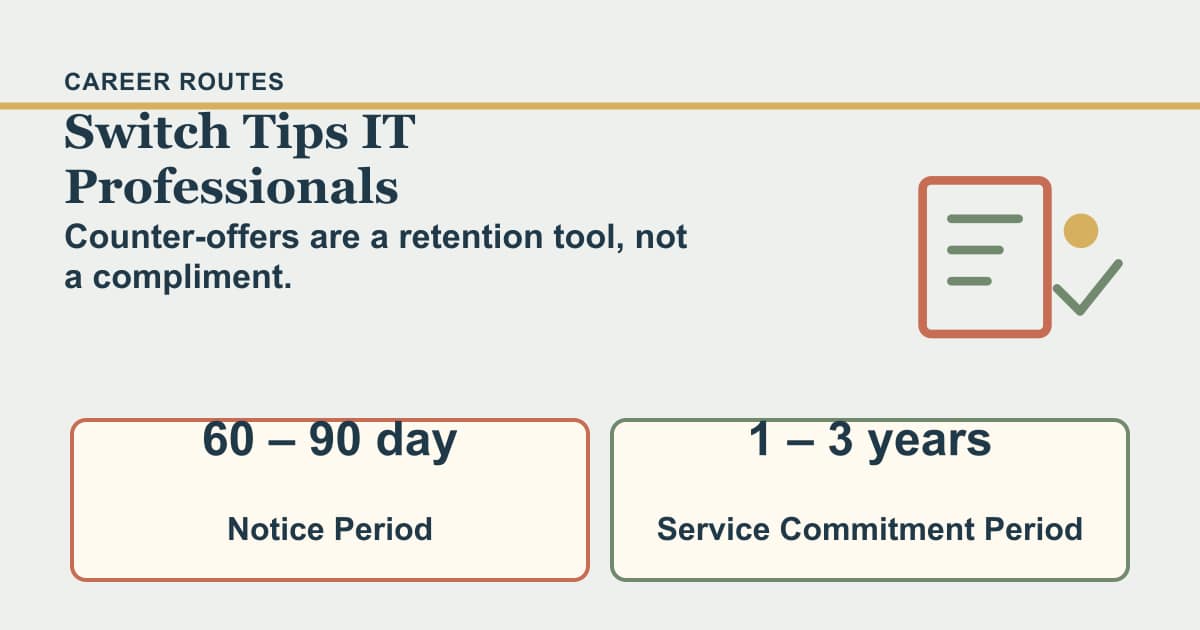 CAREER ROUTES
Switch Tips IT
Professionals
Counter-offers are a retention tool, not
a compliment.
60 – 90 day
Notice Period
1 – 3 years
Service Commitment Period